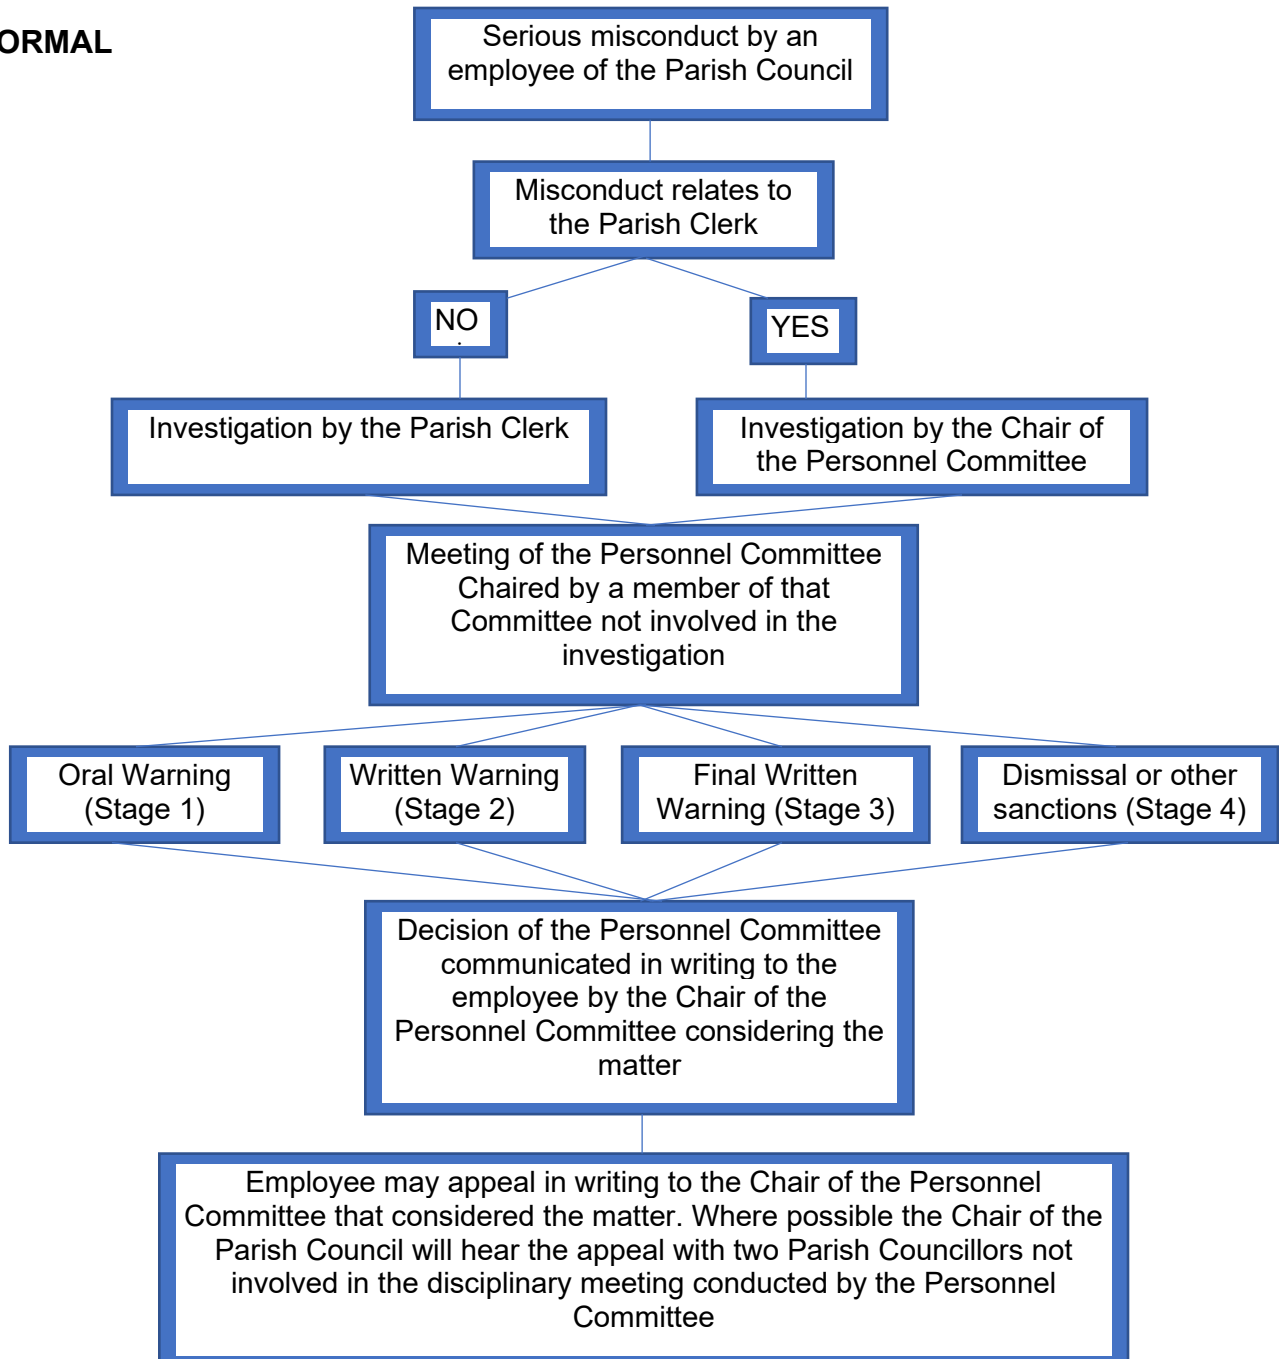 ORMAL
Serious misconduct by an
employee of the Parish Council
Misconduct relates to
the Parish Clerk
NO
.
YES
Investigation by the Parish Clerk
Investigation by the Chair of
the Personnel Committee
Meeting of the Personnel Committee
Chaired by a member of that
Committee not involved in the
investigation
Oral Warning
(Stage 1)
Written Warning
(Stage 2)
Final Written
Warning (Stage 3)
Dismissal or other
sanctions (Stage 4)
Decision of the Personnel Committee
communicated in writing to the
employee by the Chair of the
Personnel Committee considering the
matter
Employee may appeal in writing to the Chair of the Personnel
Committee that considered the matter. Where possible the Chair of the
Parish Council will hear the appeal with two Parish Councillors not
involved in the disciplinary meeting conducted by the Personnel
Committee